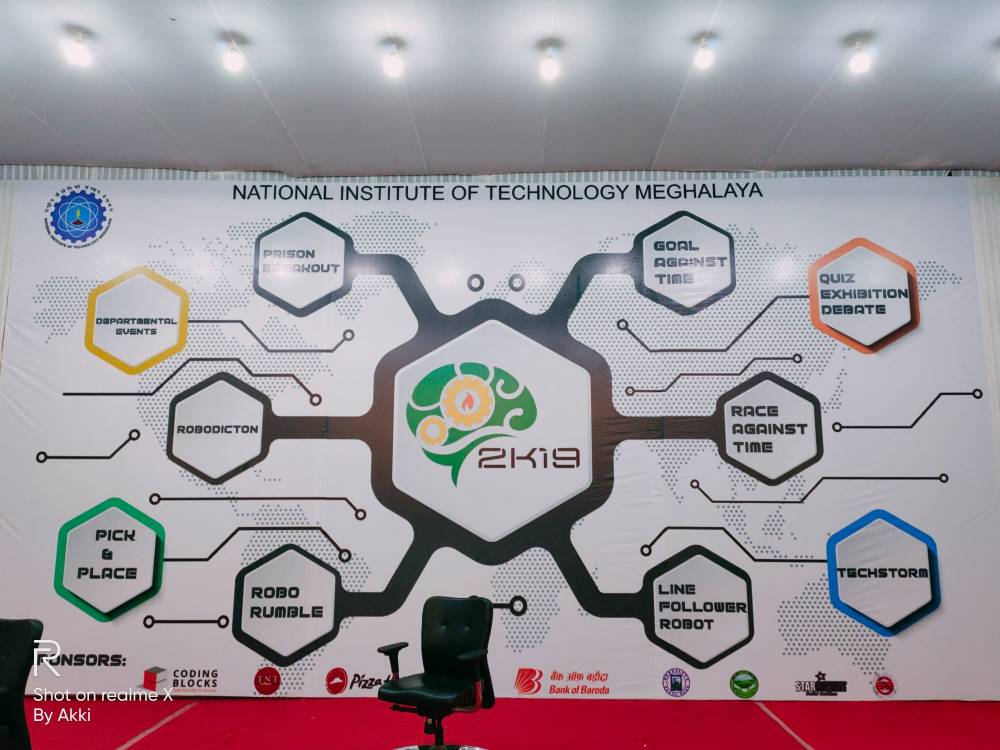 NATIONAL INSTITUTE OF TECHNOLOGY MEGHALAYA
PRISON
BREAKOUT
GOAL
AGAINST
TIME
DEPARTMENTAL
EVENTS
QUIZ
EXHIBITION
DEBATE
ROBODICTON
2K19
RACE
AGAINST
TIME
PICK
&
PLACE
ROBO
RUMBLE
LINE
FOLLOWER
ROBOT
TECHSTORM
CODING
BLOCKS
TNT
Pizza
बैंक ऑफ़ बड़ौदा
Bank of Baroda
Shot on realme X
By Akki